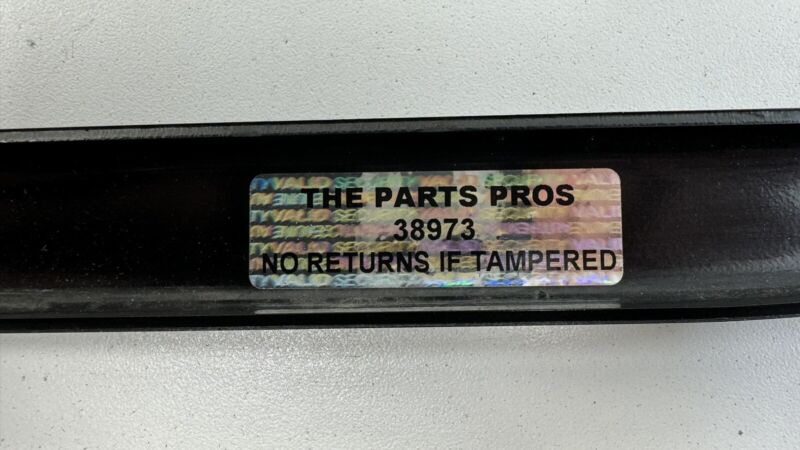 THE PARTS PROS
38973
NO RETURNS IF TAMPERED